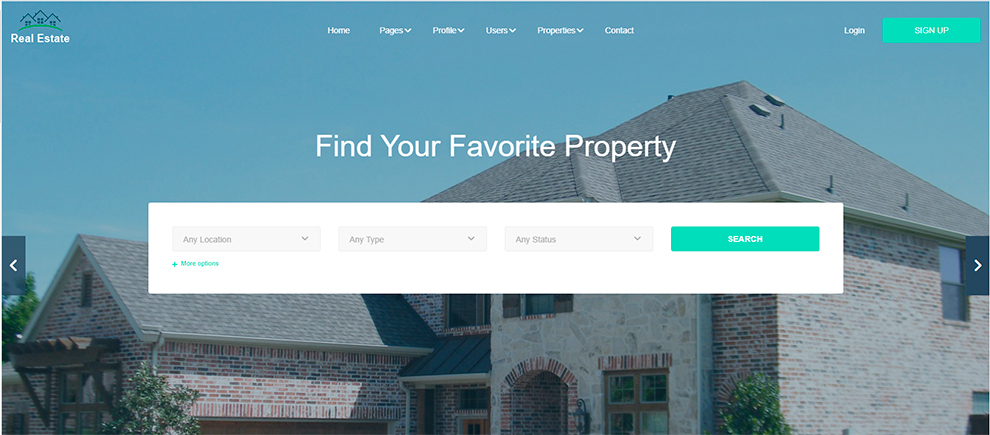 Real Estate
Home Pages Profile Users Properties Contact
Login SIGN UP
Find Your Favorite Property
Any Location Any Type Any Status SEARCH
+ More options